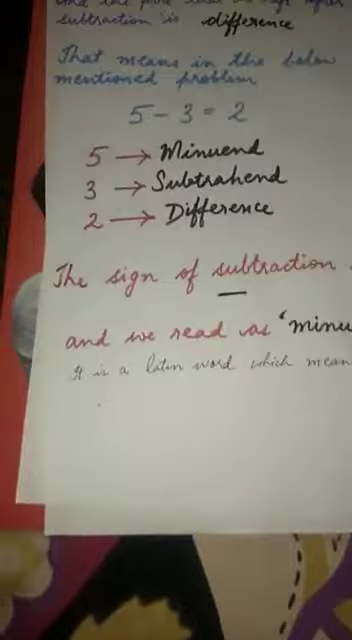 subtraction is difference
That means in the below
mentioned problem
5 - 3 = 2
5 → Minuend
3 → Subtrahend
2 → Difference
The sign of subtraction
—
and we read as 'minu
It is a latin word which mean